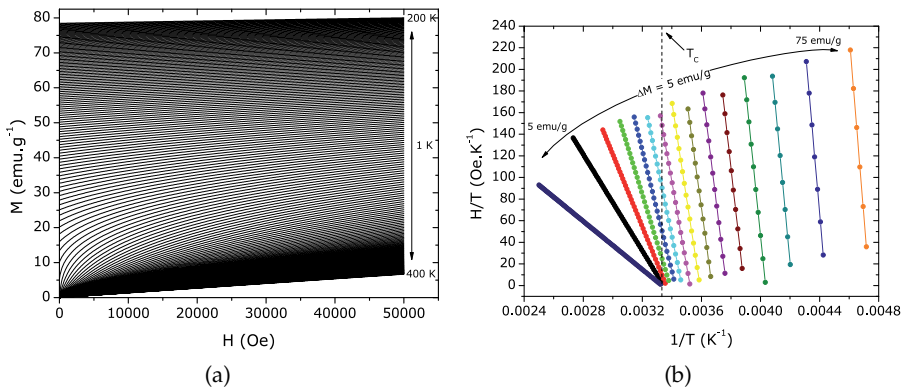 80
70
60
50
40
30
20
10
0
M (emu.g⁻¹)
0 10000 20000 30000 40000 50000
H (Oe)
200 K
1 K
400 K
(a)
220
200
180
160
140
120
100
80
60
40
20
0
H/T (Oe.K⁻¹)
0.0024 0.0028 0.0032 0.0036 0.0040 0.0044 0.0048
1/T (K⁻¹)
T_C
75 emu/g
ΔM = 5 emu/g
5 emu/g
(b)